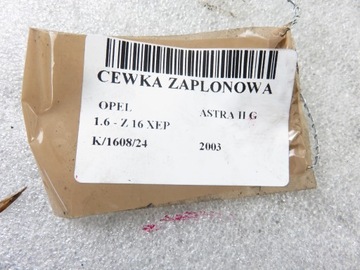 CEWKA ZAPLONOWA
OPEL ASTRA II G
1.6 - Z 16 XEP
K/1608/24 2003